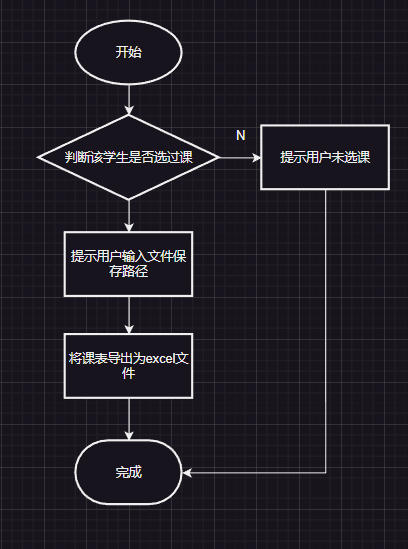 开始
N
判断该学生是否选过课
提示用户未选课
提示用户输入文件保
存路径
将课表导出为excel文
件
完成